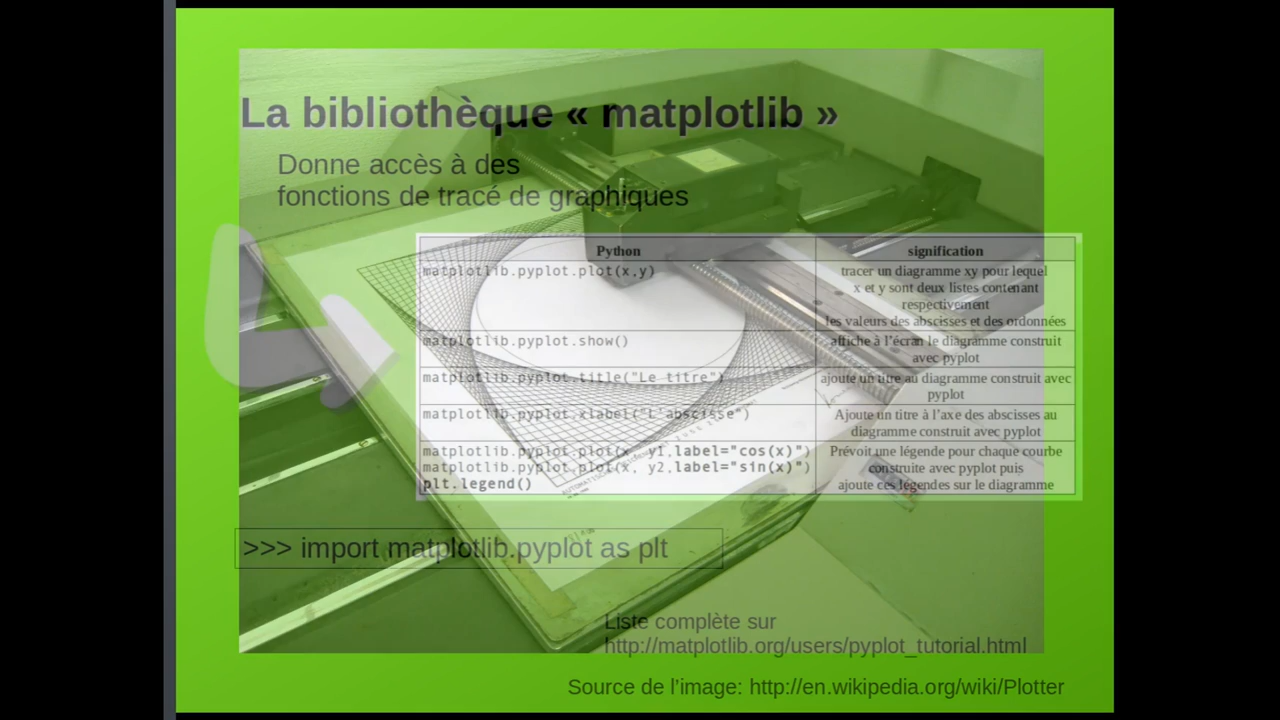 La bibliothèque « matplotlib »
Donne accès à des
fonctions de tracé de graphiques
Python
signification
matplotlib.pyplot.plot(x,y)
tracer un diagramme xy pour lequel
x et y sont deux listes contenant
respectivement
les valeurs des abscisses et des ordonnées
matplotlib.pyplot.show()
affiche à l'écran le diagramme construit
avec pyplot
matplotlib.pyplot.title("Le titre")
ajoute un titre au diagramme construit avec
pyplot
matplotlib.pyplot.xlabel("L'abscisse")
Ajoute un titre à l'axe des abscisses au
diagramme construit avec pyplot
matplotlib.pyplot.plot(x, y1,label="cos(x)")
matplotlib.pyplot.plot(x, y2,label="sin(x)")
plt.legend()
Prévoit une légende pour chaque courbe
construite avec pyplot puis
ajoute ces légendes sur le diagramme
>>> import matplotlib.pyplot as plt
Liste complète sur
http://matplotlib.org/users/pyplot_tutorial.html
Source de l'image: http://en.wikipedia.org/wiki/Plotter